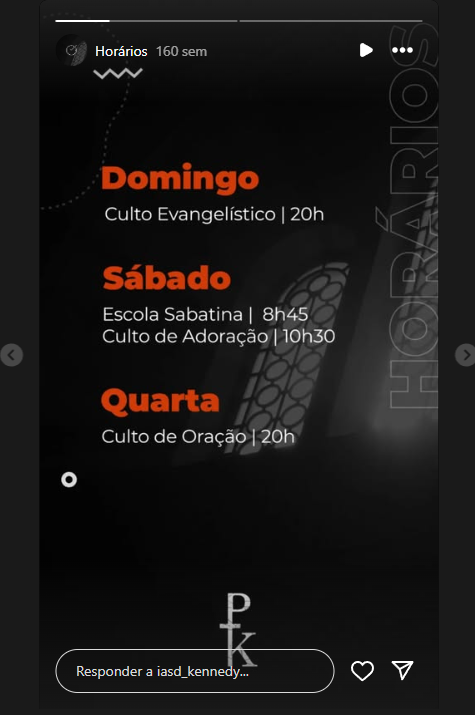 Horários 160 sem
HORÁRIOS
Domingo
Culto Evangelístico | 20h
Sábado
Escola Sabatina | 8h45
Culto de Adoração | 10h30
Quarta
Culto de Oração | 20h
P
K
Responder a iasd_kennedy...